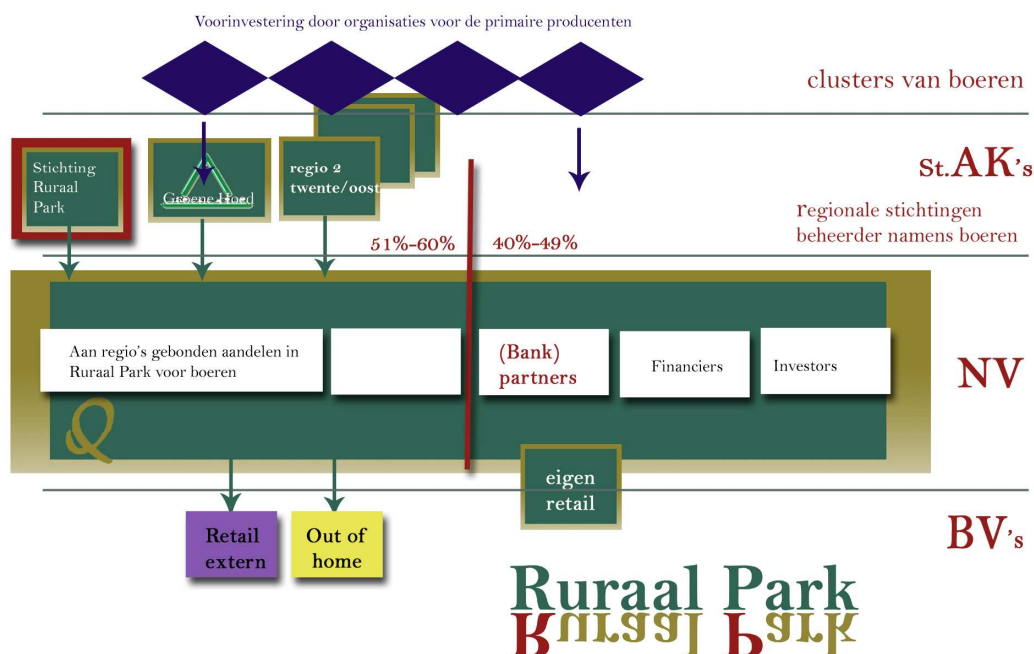 Voorinvestering door organisaties voor de primaire producenten
clusters van boeren
Stichting
Ruraal
Park
Groene Hoed
regio 2
twente/oost
St.AK's
regionale stichtingen
beheerder namens boeren
51%-60%
40%-49%
Aan regio's gebonden aandelen in
Ruraal Park voor boeren
(Bank)
partners
Financiers
Investors
NV
Q
eigen
retail
Retail
extern
Out of
home
BV's
Ruraal Park
Ruraal Park